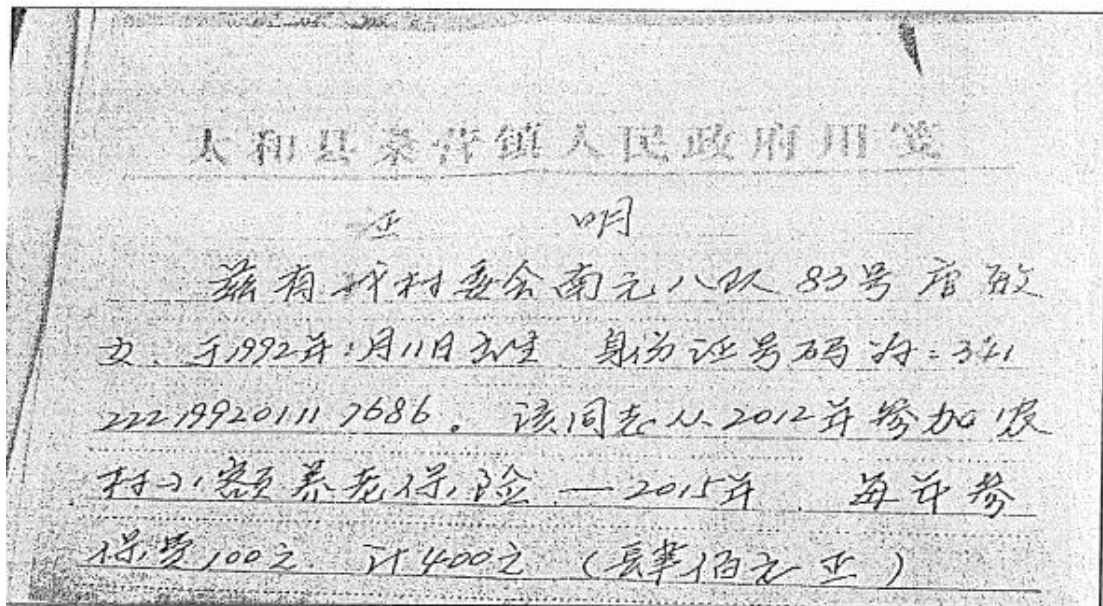 太和县桑营镇人民政府用笺
证 明
兹有我村委会南元八队 83号 唐敏
女、于1992年1月11日出生 身份证号码为:341
222199201117686。该同志从2012年参加农
村小额养老保险—2015年 每年参
保费100元 计400元 (肆佰元正)